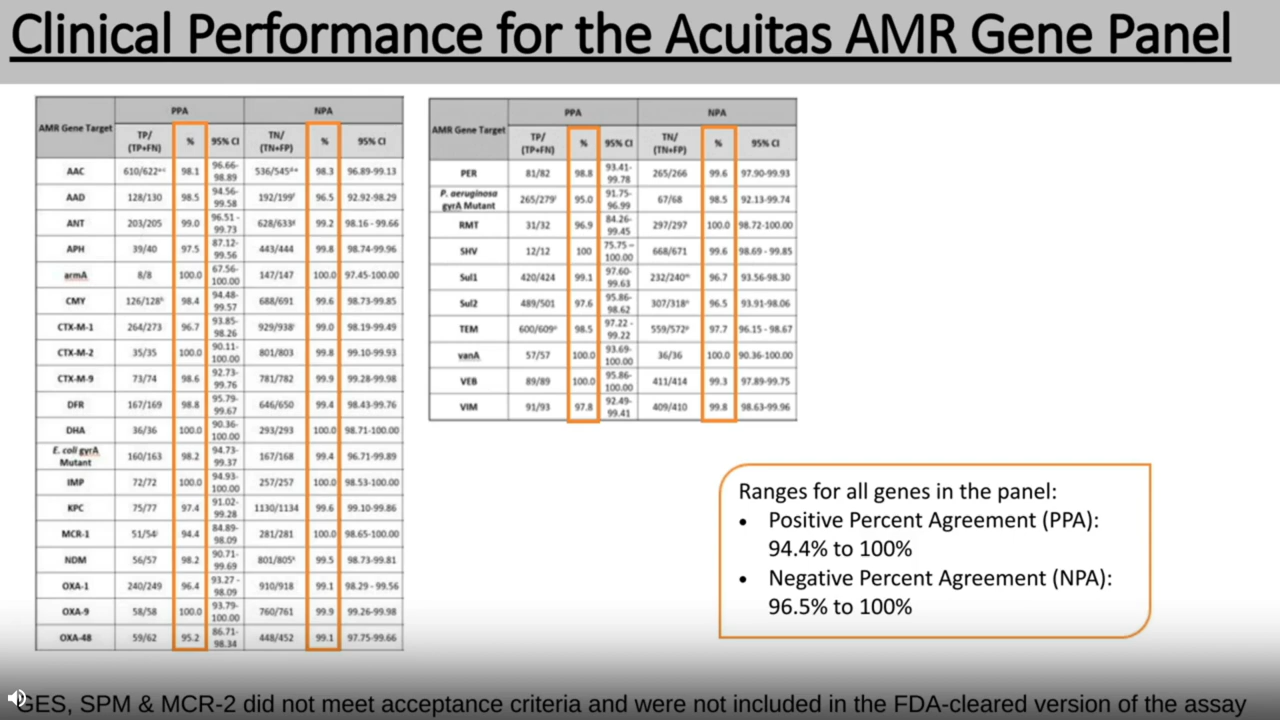 Clinical Performance for the Acuitas AMR Gene Panel
AMR Gene Target PPA NPA
TP/ (TP+FN) % 95% CI TN/ (TN+FP) % 95% CI
AAC 610/622 98.1 96.66-98.89 536/545 98.3 96.89-99.13
AAD 128/130 98.5 94.56-99.58 192/199 96.5 92.92-98.29
ANT 203/205 99.0 96.51-99.73 628/633 99.2 98.16 - 99.66
APH 39/40 97.5 87.12-99.56 443/444 99.8 98.74-99.96
armA 8/8 100.0 67.56-100.00 147/147 100.0 97.45-100.00
CMY 126/128 98.4 94.48-99.57 688/691 99.6 98.73-99.85
CTX-M-1 264/273 96.7 93.85-98.26 929/938 99.0 98.19-99.49
CTX-M-2 35/35 100.0 90.11-100.00 801/803 99.8 99.10-99.93
CTX-M-9 73/74 98.6 92.73-99.76 781/782 99.9 99.28-99.98
DFR 167/169 98.8 95.79-99.67 646/650 99.4 98.43-99.76
DHA 36/36 100.0 90.36-100.00 293/293 100.0 98.71-100.00
E. coli gyrA Mutant 160/163 98.2 94.73-99.37 167/168 99.4 96.71-99.89
IMP 72/72 100.0 94.93-100.00 257/257 100.0 98.53-100.00
KPC 75/77 97.4 91.02-99.28 1130/1134 99.6 99.10-99.86
MCR-1 51/54 94.4 84.89-98.09 281/281 100.0 98.65-100.00
NDM 56/57 98.2 90.71-99.69 801/805 99.5 98.73-99.81
OXA-1 240/249 96.4 93.27 - 98.09 910/918 99.1 98.29 - 99.56
OXA-9 58/58 100.0 93.79-100.00 760/761 99.9 99.26-99.98
OXA-48 59/62 95.2 86.71-98.34 448/452 99.1 97.75-99.66
AMR Gene Target PPA NPA
TP/ (TP+FN) % 95% CI TN/ (TN+FP) % 95% CI
PER 81/82 98.8 93.41-99.78 265/266 99.6 97.90-99.93
P. aeruginosa gyrA Mutant 265/279 95.0 91.75-96.99 67/68 98.5 92.13-99.74
RMT 31/32 96.9 84.26-99.45 297/297 100.0 98.72-100.00
SHV 12/12 100 75.75 - 100.00 668/671 99.6 98.69 - 99.85
Sul1 420/424 99.1 97.60-99.63 232/240 96.7 93.56-98.30
Sul2 489/501 97.6 95.86-98.62 307/318 96.5 93.91-98.06
TEM 600/609 98.5 97.22 - 99.22 559/572 97.7 96.15 - 98.67
vanA 57/57 100.0 93.69-100.00 36/36 100.0 90.36-100.00
VEB 89/89 100.0 95.86-100.00 411/414 99.3 97.89-99.75
VIM 91/93 97.8 92.49-99.41 409/410 99.8 98.63-99.96
Ranges for all genes in the panel:
• Positive Percent Agreement (PPA):
94.4% to 100%
• Negative Percent Agreement (NPA):
96.5% to 100%
GES, SPM & MCR-2 did not meet acceptance criteria and were not included in the FDA-cleared version of the assay